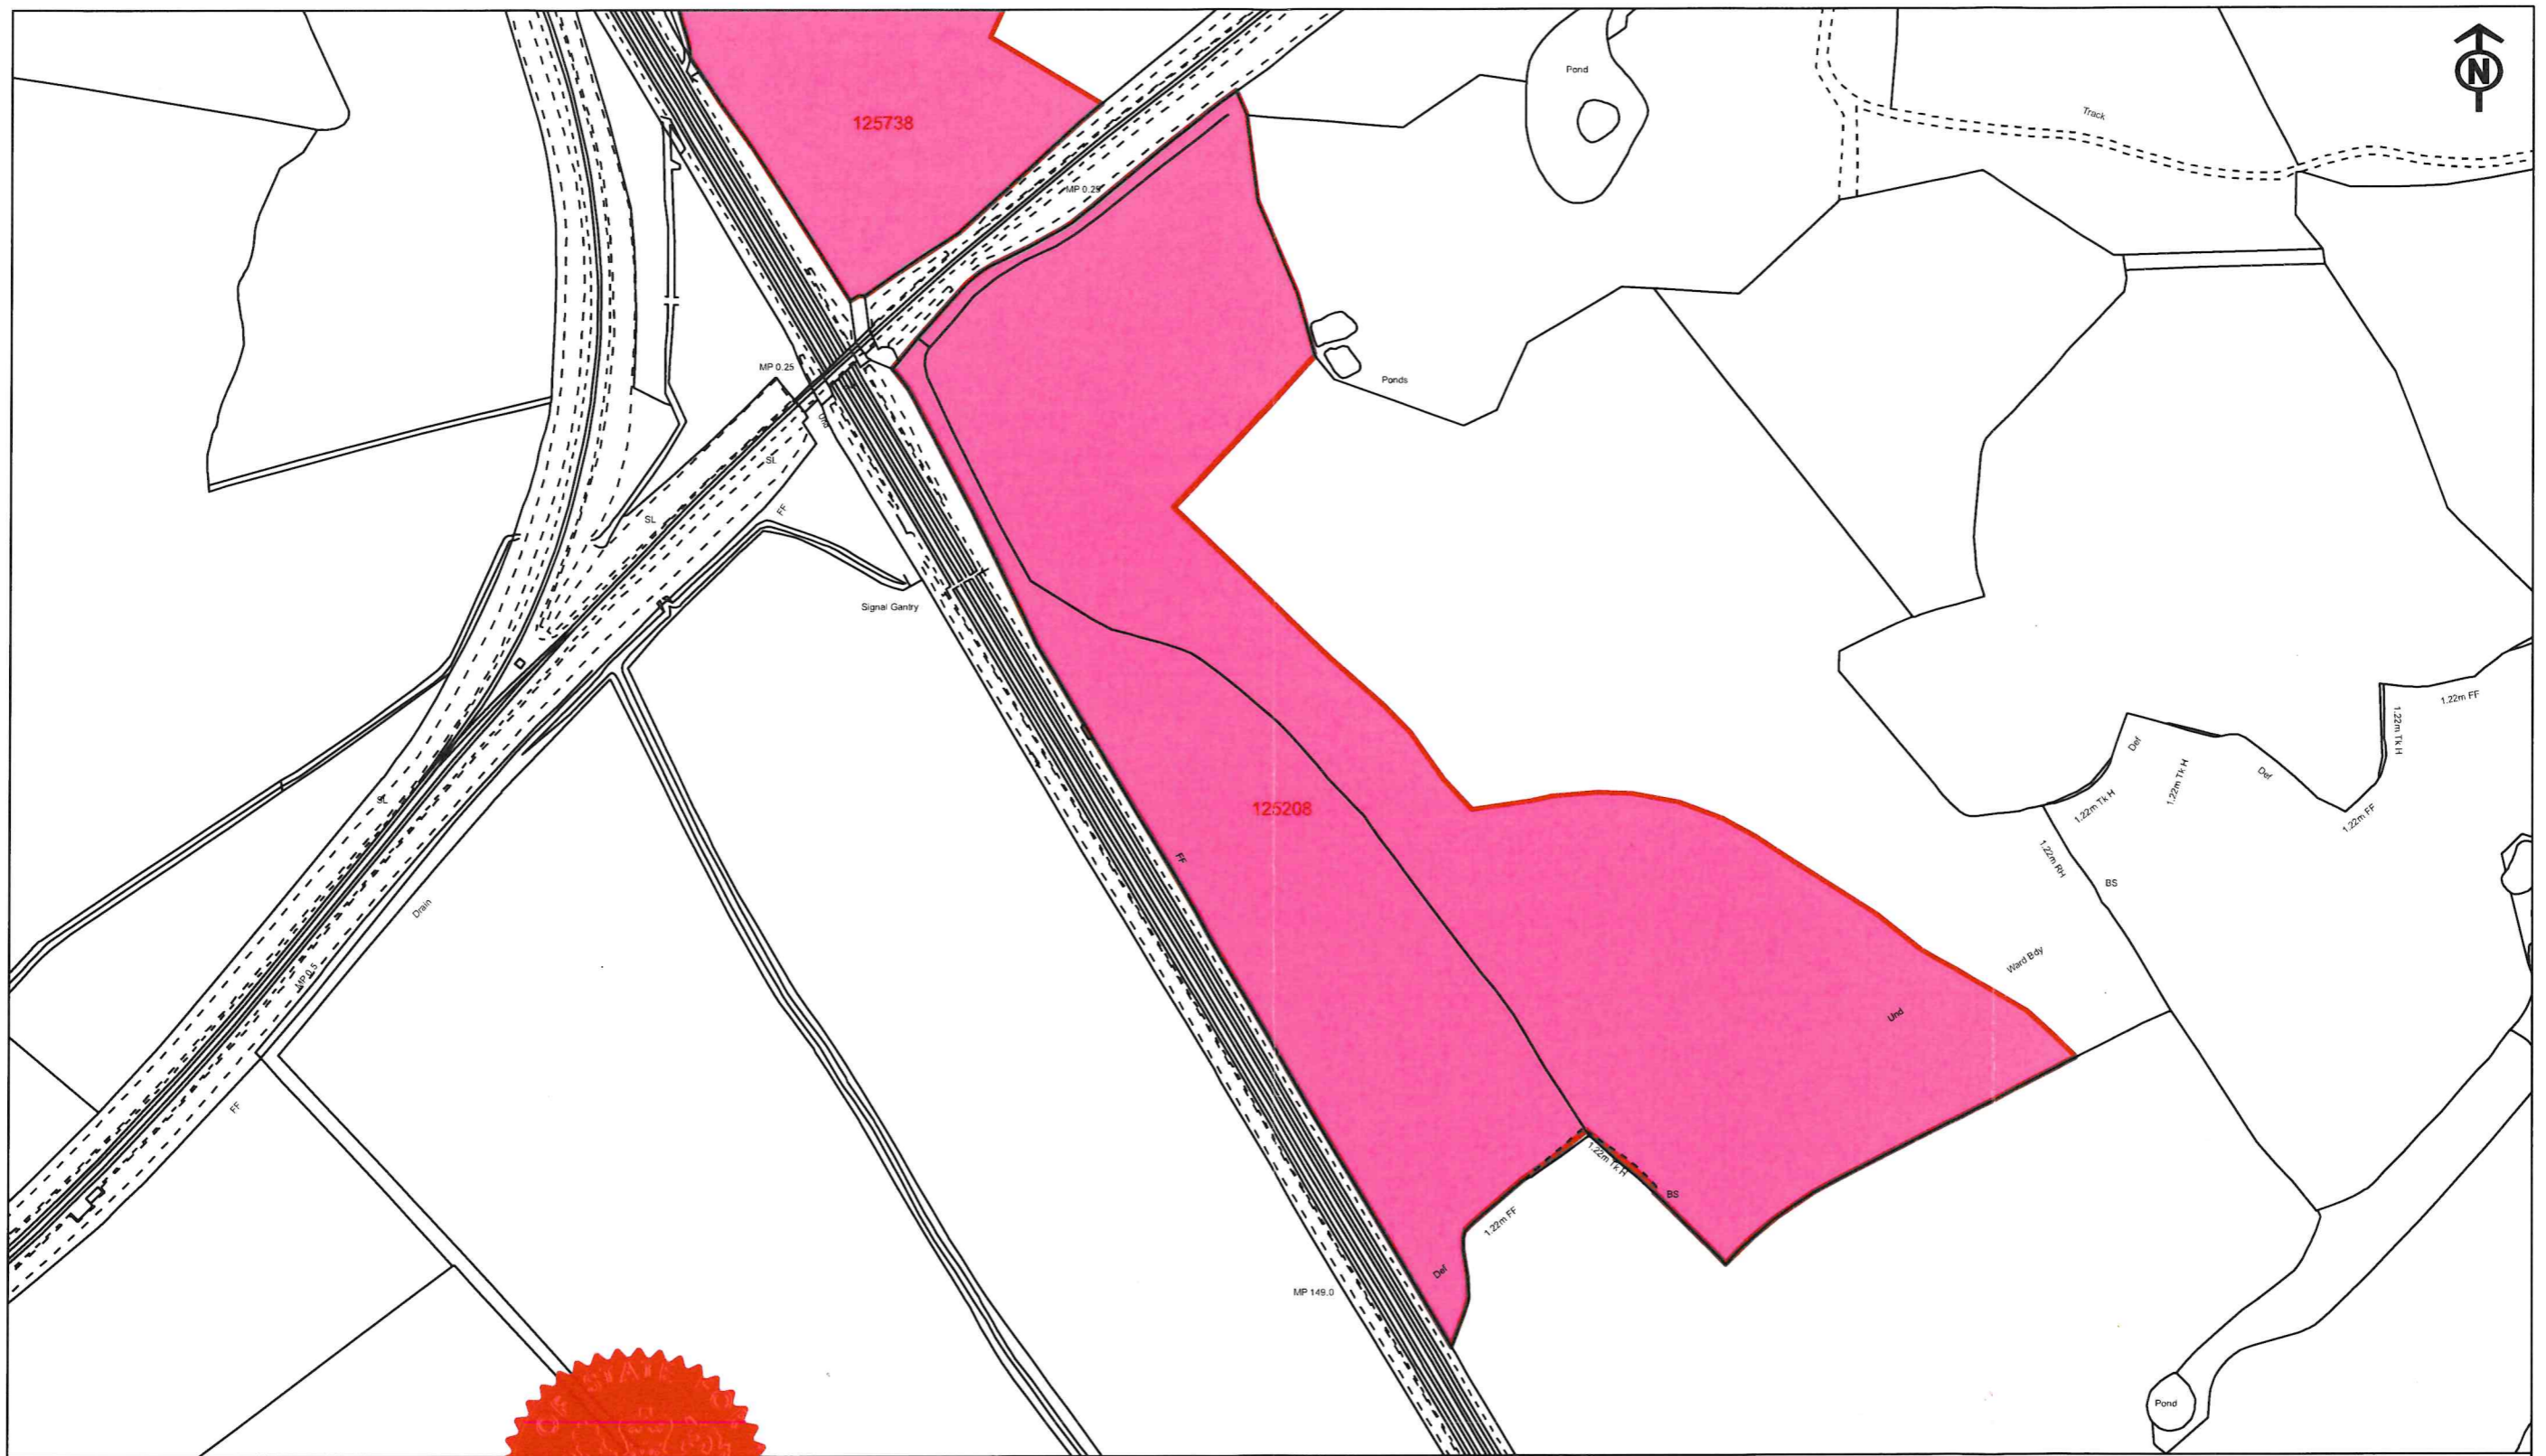 N
Pond
Track
125738
MP 0.25
MP 0.25
Und
Ponds
SL
SL
FF
Signal Gantry
1.22m FF
1.22m Tk H
Def
1.22m Tk H
Def
SL
1.22m Tk H
125208
1.22m FF
FF
1.22m RH
BS
Drain
Ward Bdy
MP 0.5
Und
FF
1.22m Tk H
BS
1.22m FF
Def
MP 149.0
OF STATE FOR
Pond